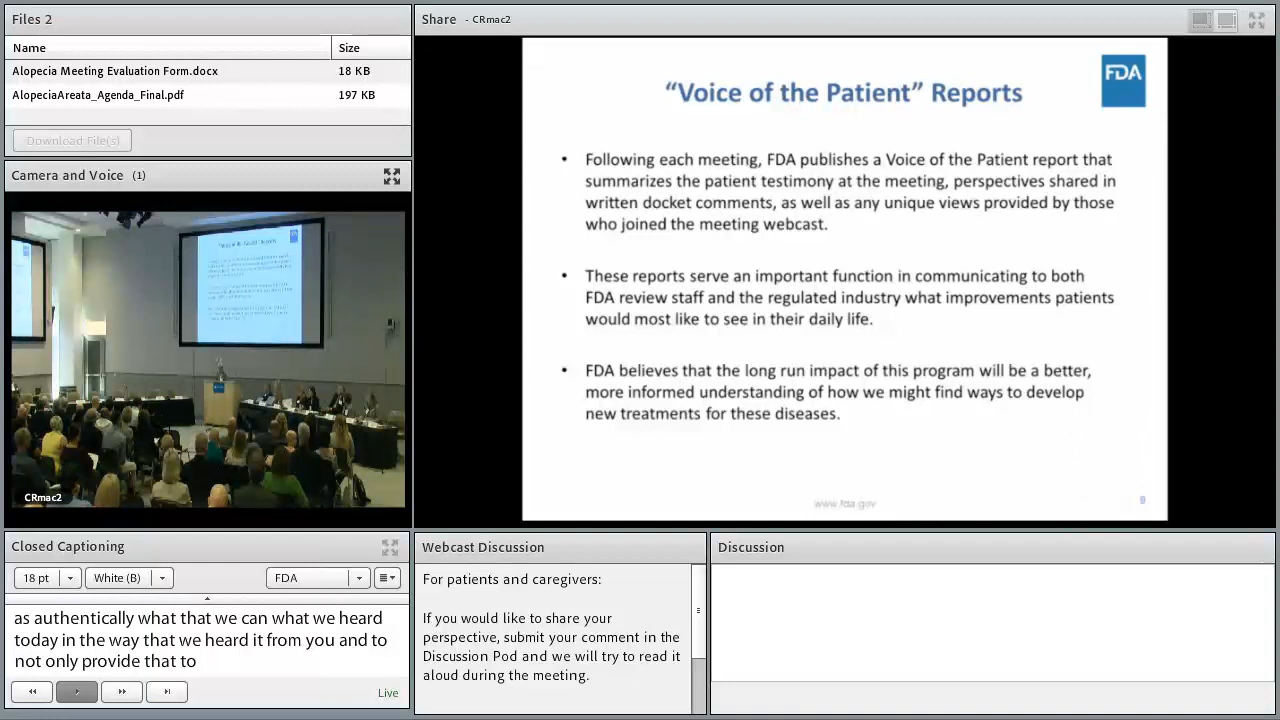 Files 2
Name Size
Alopecia Meeting Evaluation Form.docx 18 KB
AlopeciaAreata_Agenda_Final.pdf 197 KB
Download File(s)
Camera and Voice (1)
CRmac2
Closed Captioning
18 pt White (B) FDA
as authentically what that we can what we heard
today in the way that we heard it from you and to
not only provide that to
Live
Share - CRmac2
FDA
“Voice of the Patient” Reports
• Following each meeting, FDA publishes a Voice of the Patient report that
summarizes the patient testimony at the meeting, perspectives shared in
written docket comments, as well as any unique views provided by those
who joined the meeting webcast.
• These reports serve an important function in communicating to both
FDA review staff and the regulated industry what improvements patients
would most like to see in their daily life.
• FDA believes that the long run impact of this program will be a better,
more informed understanding of how we might find ways to develop
new treatments for these diseases.
www.fda.gov
9
Webcast Discussion
For patients and caregivers:
If you would like to share your
perspective, submit your comment in the
Discussion Pod and we will try to read it
aloud during the meeting.
Discussion